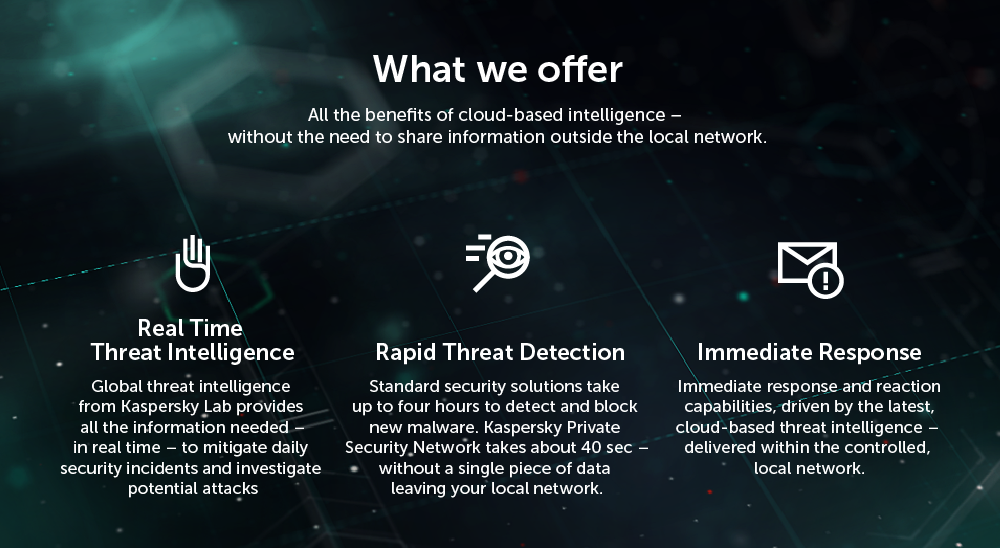 What we offer
All the benefits of cloud-based intelligence –
without the need to share information outside the local network.
Real Time
Threat Intelligence
Global threat intelligence
from Kaspersky Lab provides
all the information needed –
in real time – to mitigate daily
security incidents and investigate
potential attacks
Rapid Threat Detection
Standard security solutions take
up to four hours to detect and block
new malware. Kaspersky Private
Security Network takes about 40 sec –
without a single piece of data
leaving your local network.
Immediate Response
Immediate response and reaction
capabilities, driven by the latest,
cloud-based threat intelligence –
delivered within the controlled,
local network.